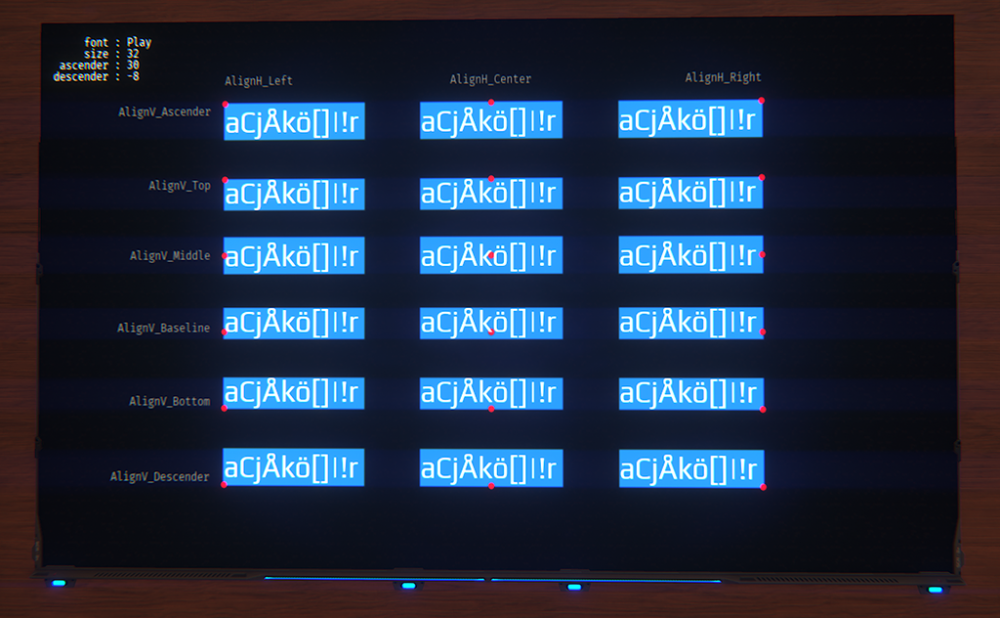 font : Play
size : 32
ascender : 30
descender : -8
AlignH_Left AlignH_Center AlignH_Right
AlignV_Ascender aCjÅkö[]|!r aCjÅkö[]|!r aCjÅkö[]|!r
AlignV_Top aCjÅkö[]|!r aCjÅkö[]|!r aCjÅkö[]|!r
AlignV_Middle aCjÅkö[]|!r aCjÅkö[]|!r aCjÅkö[]|!r
AlignV_Baseline aCjÅkö[]|!r aCjÅkö[]|!r aCjÅkö[]|!r
AlignV_Bottom aCjÅkö[]|!r aCjÅkö[]|!r aCjÅkö[]|!r
AlignV_Descender aCjÅkö[]|!r aCjÅkö[]|!r aCjÅkö[]|!r